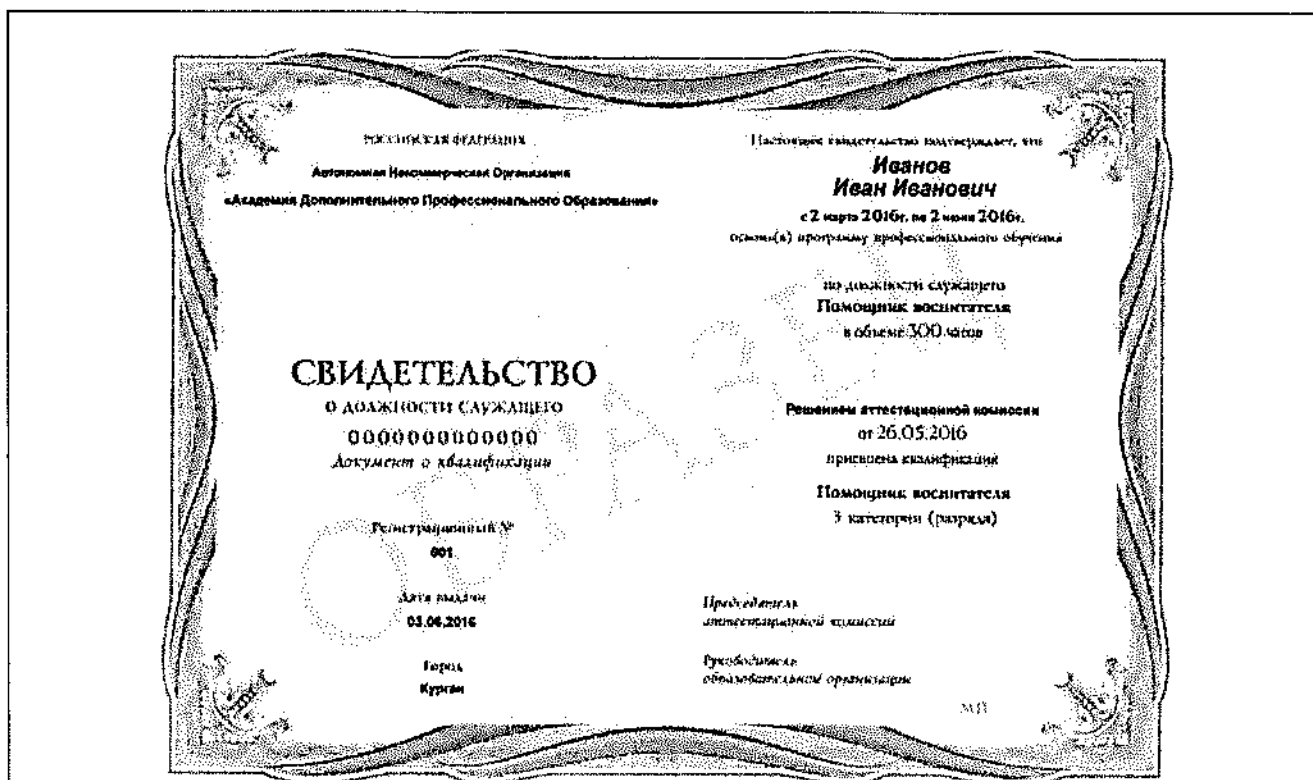 РОССИЙСКАЯ ФЕДЕРАЦИЯ
Автономная Некоммерческая Организация
«Академия Дополнительного Профессионального Образования»
СВИДЕТЕЛЬСТВО
О ДОЛЖНОСТИ СЛУЖАЩЕГО
0000000000000
Документ о квалификации
Регистрационный №
001
Дата выдачи
03.06.2016
Город
Курган
Настоящее свидетельство подтверждает, что
Иванов
Иван Иванович
с 2 марта 2016г. по 2 июня 2016г.
освоил(а) программу профессионального обучения
по должности служащего
Помощник воспитателя
в объеме 300 часов
Решением аттестационной комиссии
от 26.05.2016
присвоена квалификация
Помощник воспитателя
3 категории (разряда)
Председатель
аттестационной комиссии
Руководитель
образовательной организации
М.П.
ОБРАЗЕЦ